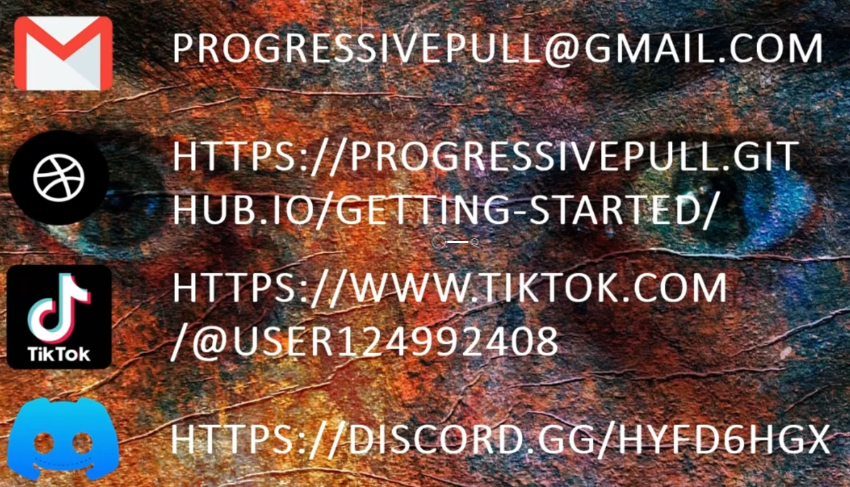 PROGRESSIVEPULL@GMAIL.COM
HTTPS://PROGRESSIVEPULL.GIT
HUB.IO/GETTING-STARTED/
HTTPS://WWW.TIKTOK.COM
/@USER124992408
TikTok
HTTPS://DISCORD.GG/HYFD6HGX